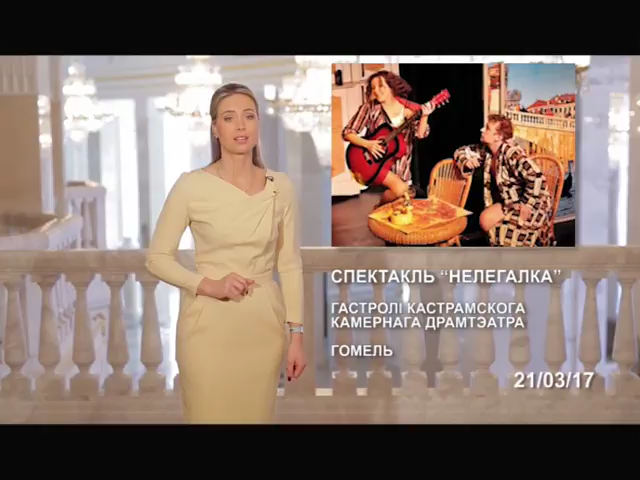 СПЕКТАКЛЬ “НЕЛЕГАЛКА”
ГАСТРОЛІ КАСТРАМСКОГА
КАМЕРНАГА ДРАМТЭАТРА
ГОМЕЛЬ
21/03/17